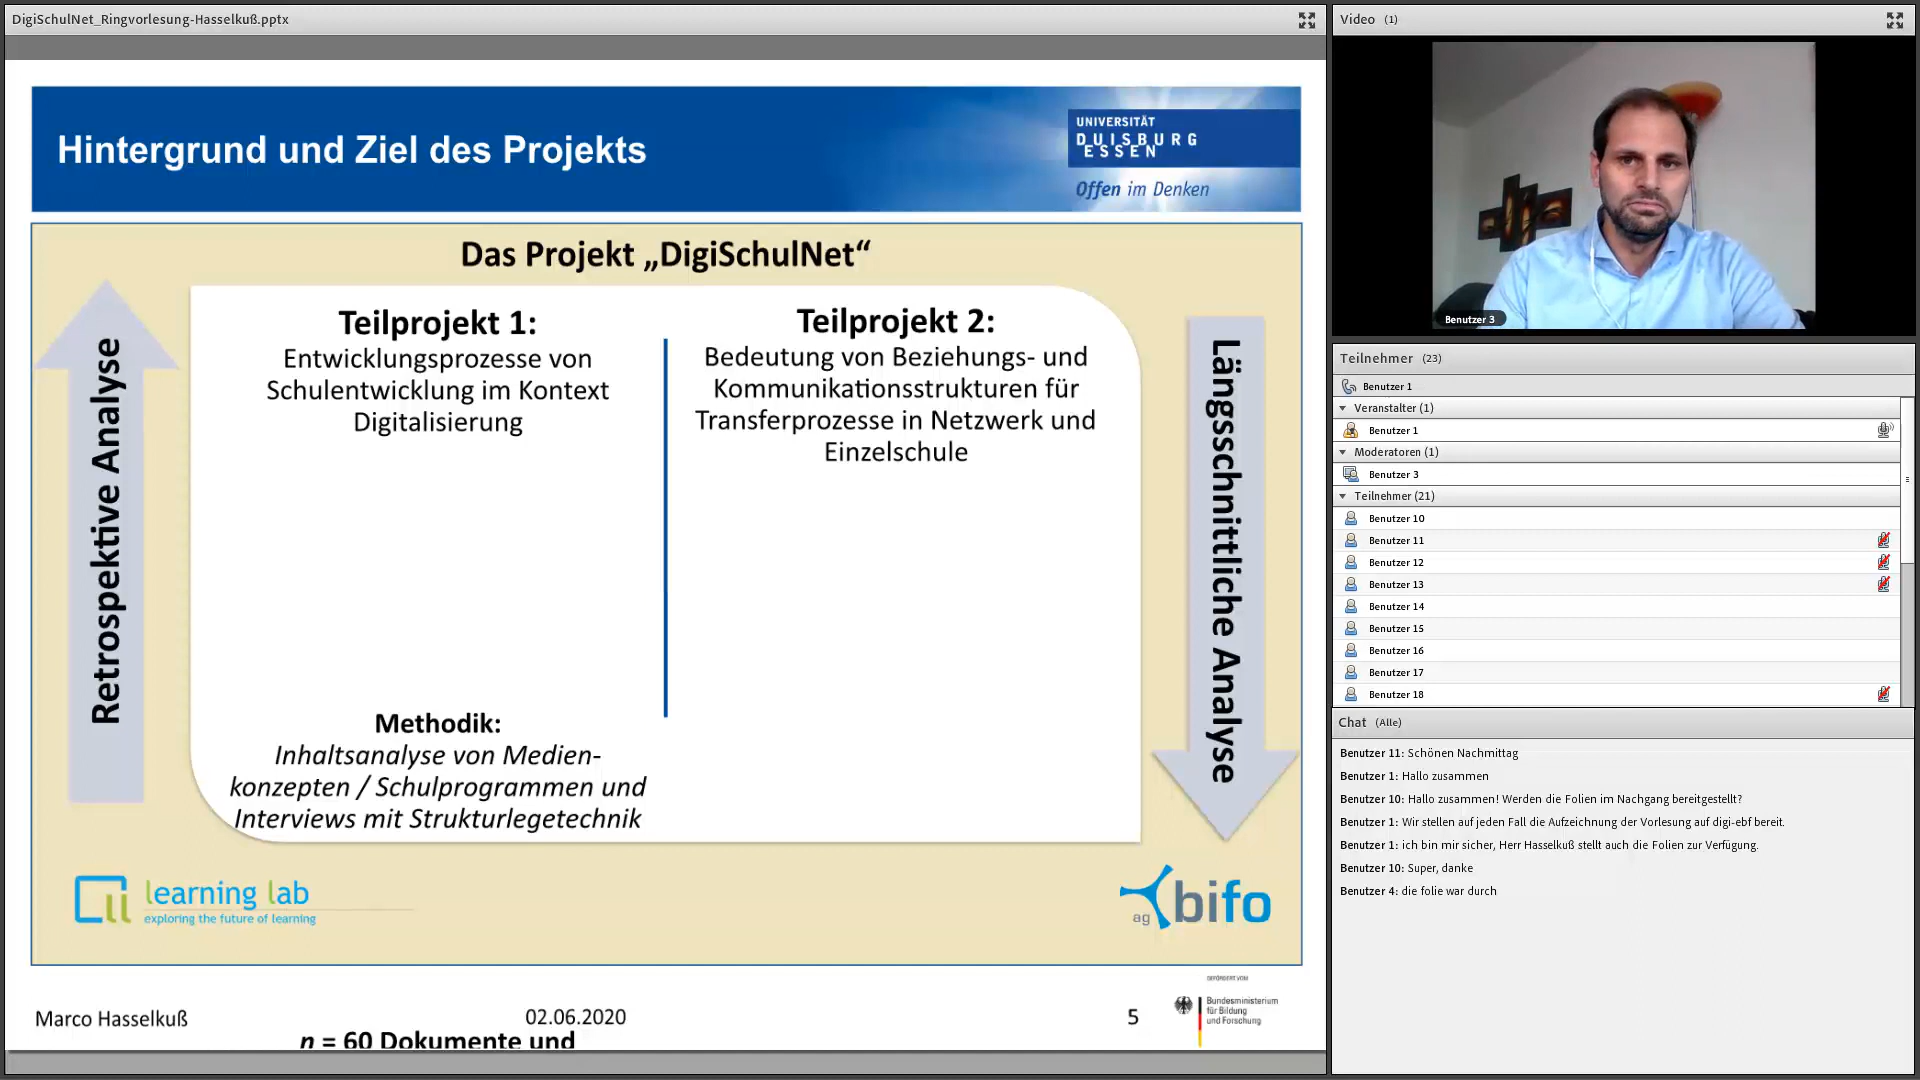 DigiSchulNet_Ringvorlesung-Hasselkuß.pptx
Hintergrund und Ziel des Projekts
UNIVERSITÄT
DUISBURG
ESSEN
Offen im Denken
Das Projekt „DigiSchulNet“
Retrospektive Analyse
Teilprojekt 1:
Entwicklungsprozesse von
Schulentwicklung im Kontext
Digitalisierung
Methodik:
Inhaltsanalyse von Medien-
konzepten / Schulprogrammen und
Interviews mit Strukturlegetechnik
Teilprojekt 2:
Bedeutung von Beziehungs- und
Kommunikationsstrukturen für
Transferprozesse in Netzwerk und
Einzelschule
Längsschnittliche Analyse
learning lab
exploring the future of learning
ag bifo
Marco Hasselkuß
02.06.2020
5
GEFÖRDERT VOM
Bundesministerium
für Bildung
und Forschung
n = 60 Dokumente und
Video (1)
Benutzer 3
Teilnehmer (23)
Benutzer 1
Veranstalter (1)
Benutzer 1
Moderatoren (1)
Benutzer 3
Teilnehmer (21)
Benutzer 10
Benutzer 11
Benutzer 12
Benutzer 13
Benutzer 14
Benutzer 15
Benutzer 16
Benutzer 17
Benutzer 18
Chat (Alle)
Benutzer 11: Schönen Nachmittag
Benutzer 1: Hallo zusammen
Benutzer 10: Hallo zusammen! Werden die Folien im Nachgang bereitgestellt?
Benutzer 1: Wir stellen auf jeden Fall die Aufzeichnung der Vorlesung auf digi-ebf bereit.
Benutzer 1: ich bin mir sicher, Herr Hasselkuß stellt auch die Folien zur Verfügung.
Benutzer 10: Super, danke
Benutzer 4: die folie war durch